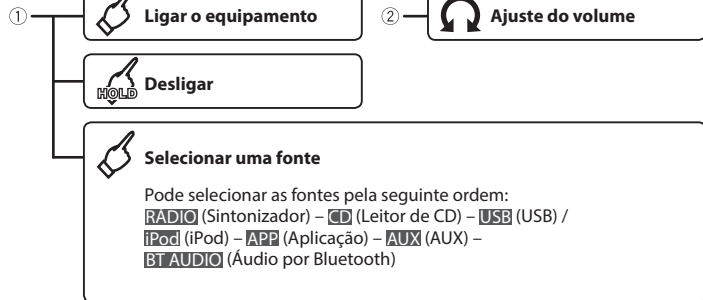 ① Ligar o equipamento
② Ajuste do volume
HOLD Desligar
Selecionar uma fonte
Pode selecionar as fontes pela seguinte ordem:
RÁDIO (Sintonizador) – CD (Leitor de CD) – USB (USB) /
iPod (iPod) – APP (Aplicação) – AUX (AUX) –
BT AUDIO (Áudio por Bluetooth)